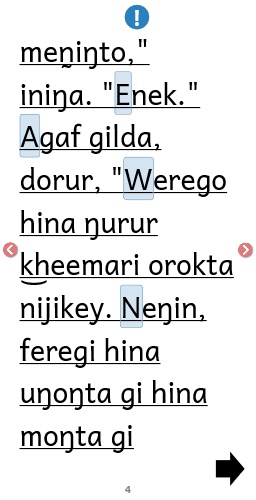 meṉiŋto,"
iniŋa. "Enek."
Agaf gilda,
dorur, "Werego
hina ŋurur
kheemari orokta
nijikey. Neŋin,
feregi hina
uŋoŋta gi hina
moŋta gi
4